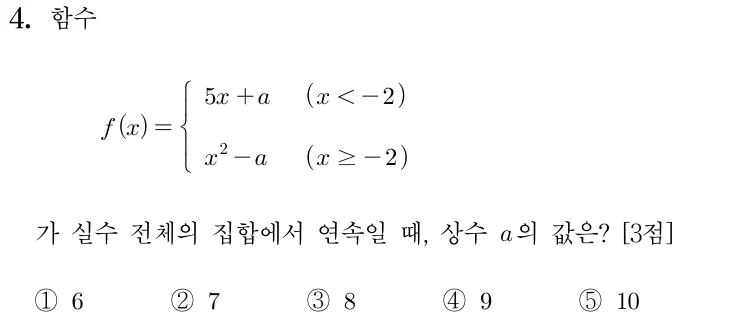 4. 함수
f(x) = { 5x + a (x < -2)
x² - a (x ≥ -2)
가 실수 전체의 집합에서 연속일 때, 상수 a의 값은? [3점]
① 6 ② 7 ③ 8 ④ 9 ⑤ 10